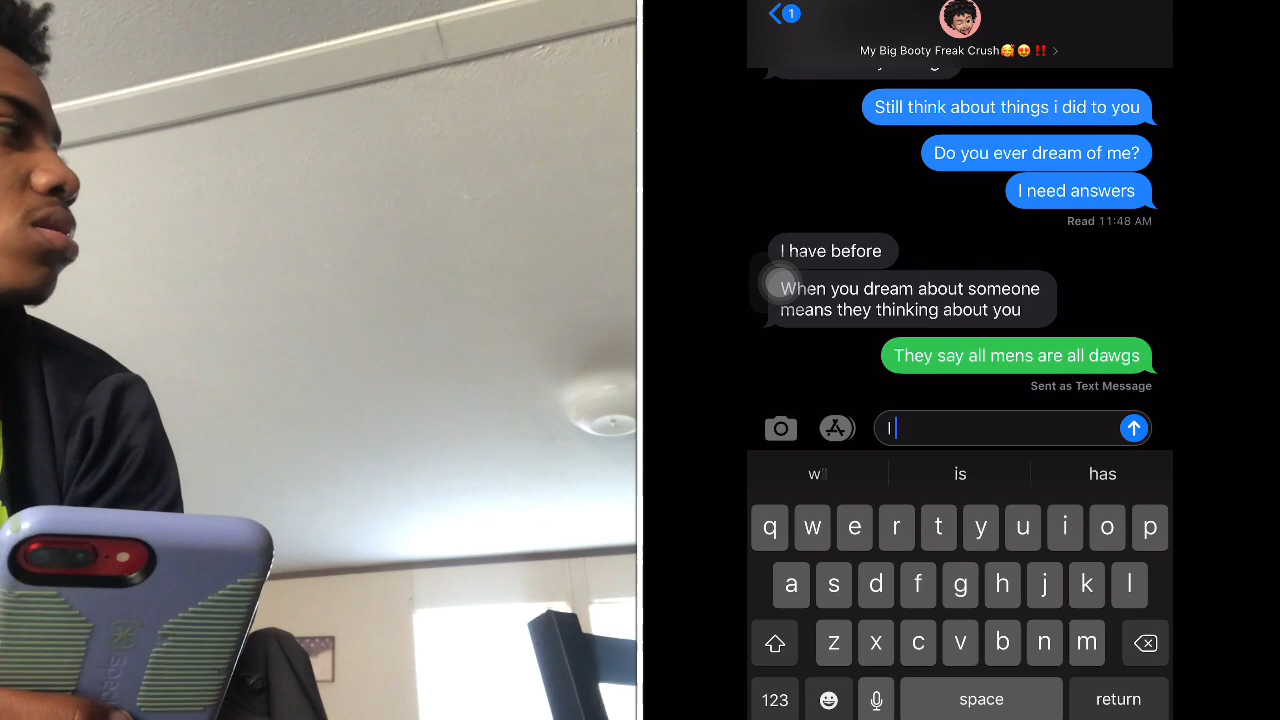 1
My Big Booty Freak Crush🥰😍‼️ >
Still think about things i did to you
Do you ever dream of me?
I need answers
Read 11:48 AM
I have before
When you dream about someone
means they thinking about you
They say all mens are all dawgs
Sent as Text Message
I
is
has
q w e r t y u i o p
a s d f g h j k l
z x c v b n m
123
space
return
speck